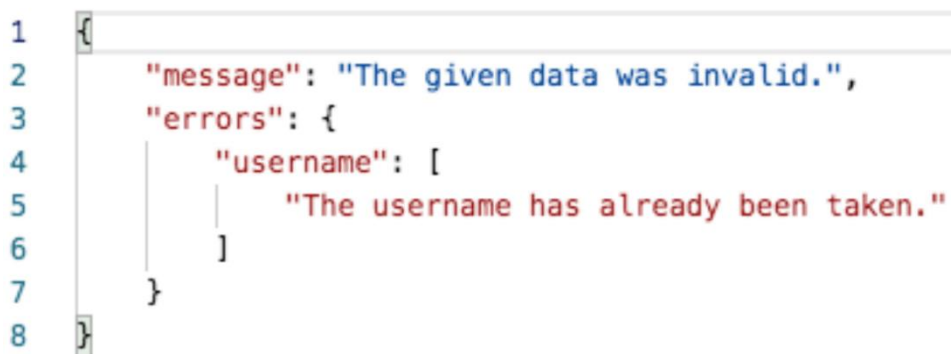 1 {
2 "message": "The given data was invalid.",
3 "errors": {
4 "username": [
5 "The username has already been taken."
6 ]
7 }
8 }